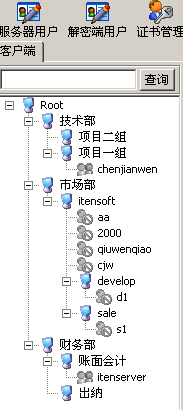 服务器用户 解密端用户 证书管理
客户端
查询
Root
技术部
项目二组
项目一组
chenjianwen
市场部
itensoft
aa
2000
qiuwenqiao
cjw
develop
d1
sale
s1
财务部
账面会计
itenserver
出纳